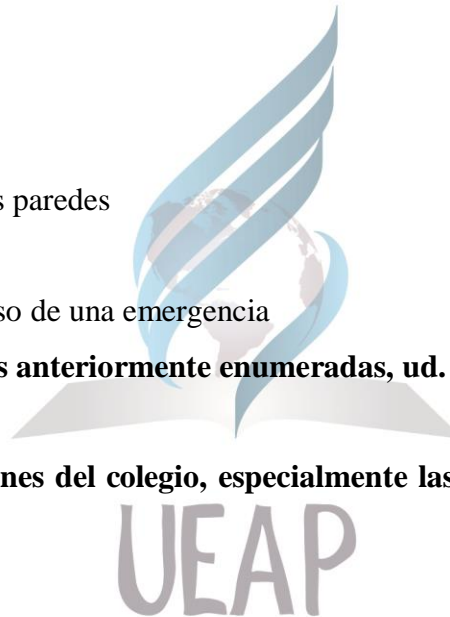 s paredes
so de una emergencia
s anteriormente enumeradas, ud.
nes del colegio, especialmente las
UEAP